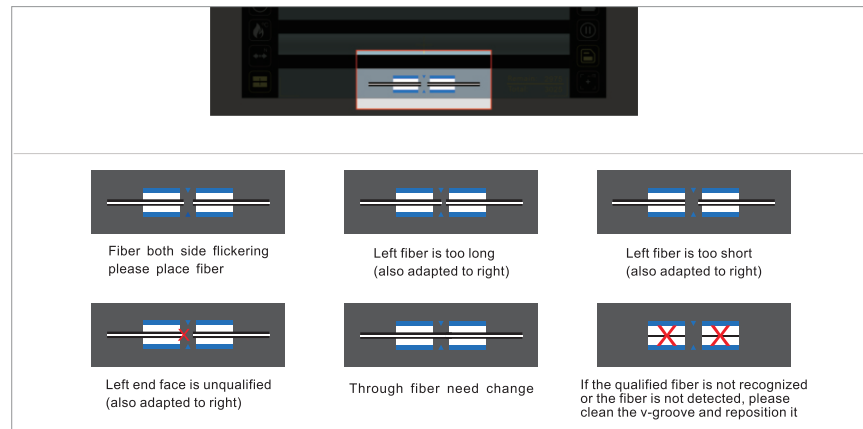 Fiber both side flickering
please place fiber
Left fiber is too long
(also adapted to right)
Left fiber is too short
(also adapted to right)
Left end face is unqualified
(also adapted to right)
Through fiber need change
If the qualified fiber is not recognized
or the fiber is not detected, please
clean the v-groove and reposition it